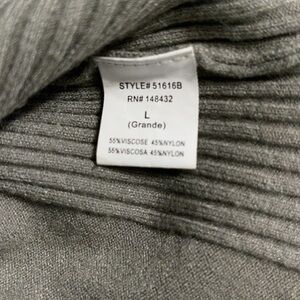 STYLE# 51616B
RN# 148432
L
(Grande)
55%VISCOSE 45%NYLON
55%VISCOSA 45%NYLON